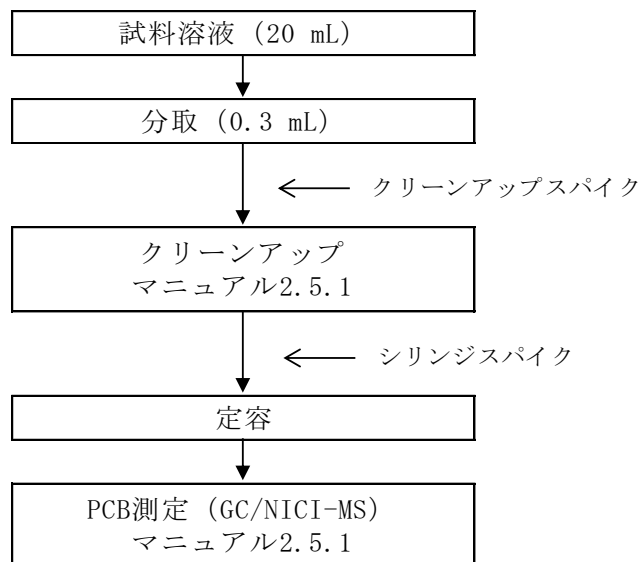 試料溶液 (20 mL)
分取 (0.3 mL)
クリーンアップスパイク
クリーンアップ
マニュアル2.5.1
シリンジスパイク
定容
PCB測定 (GC/NICI-MS)
マニュアル2.5.1